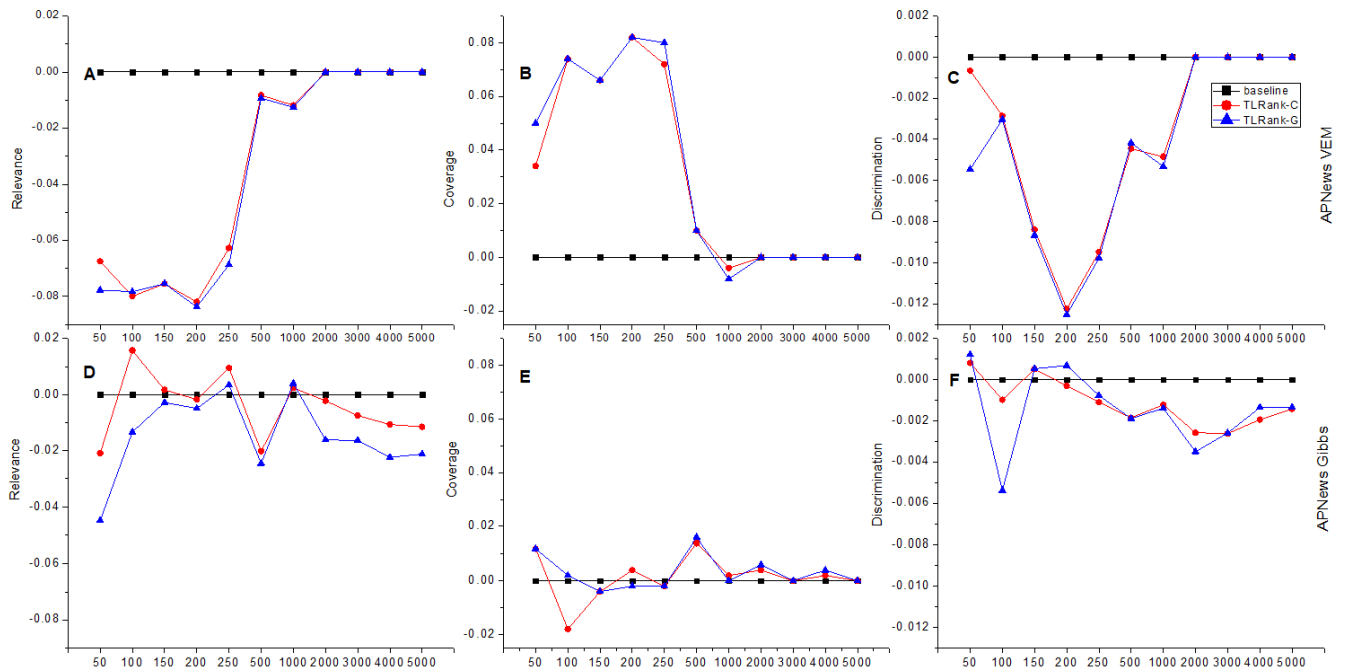 0.02
0.00
-0.02
-0.04
-0.06
-0.08
Relevance
A
50 100 150 200 250 500 1000 2000 3000 4000 5000
0.08
0.06
0.04
0.02
0.00
-0.02
Coverage
B
50 100 150 200 250 500 1000 2000 3000 4000 5000
0.002
0.000
-0.002
-0.004
-0.006
-0.008
-0.010
-0.012
Discrimination
C
baseline
TLRank-C
TLRank-G
50 100 150 200 250 500 1000 2000 3000 4000 5000
APNews VEM
0.02
0.00
-0.02
-0.04
-0.06
-0.08
Relevance
D
50 100 150 200 250 500 1000 2000 3000 4000 5000
0.08
0.06
0.04
0.02
0.00
-0.02
Coverage
E
50 100 150 200 250 500 1000 2000 3000 4000 5000
0.002
0.000
-0.002
-0.004
-0.006
-0.008
-0.010
-0.012
Discrimination
F
50 100 150 200 250 500 1000 2000 3000 4000 5000
APNews Gibbs